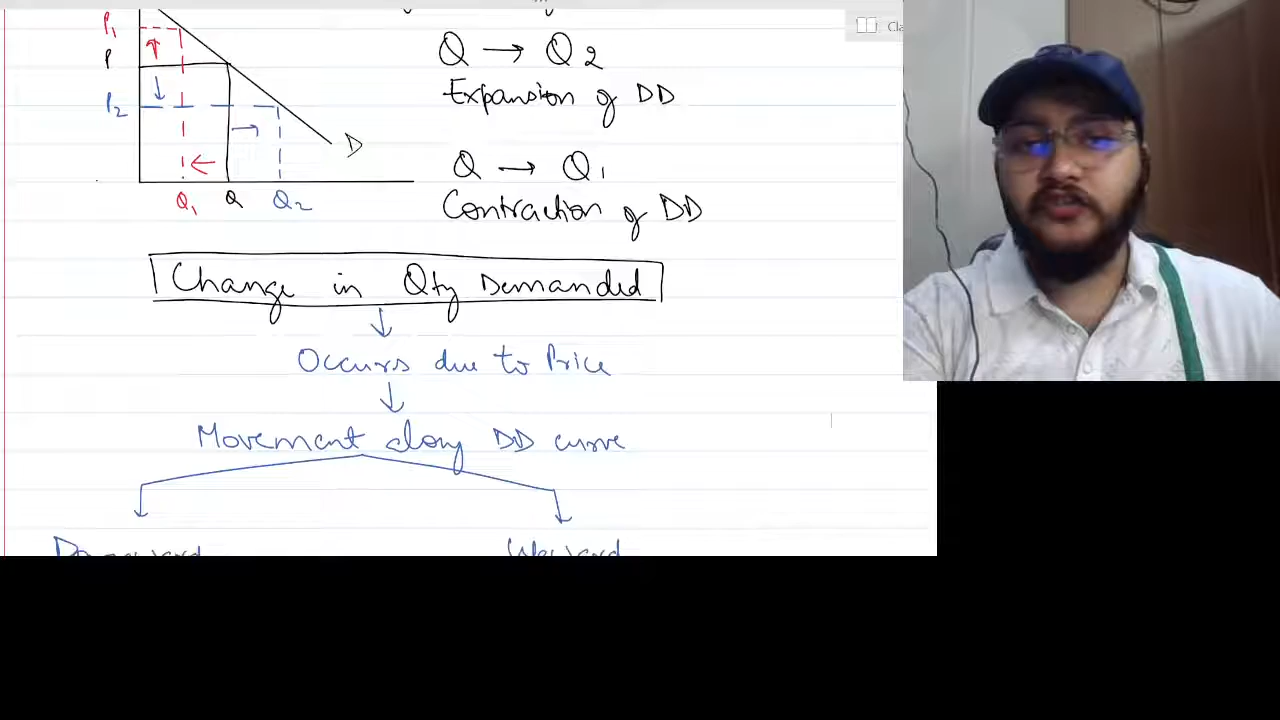 P1
P
P2
D
Q1 Q Q2
Q → Q2
Expansion of DD
Q → Q1
Contraction of DD
Change in Qty Demanded
Occurs due to Price
Movement along DD curve
Cla